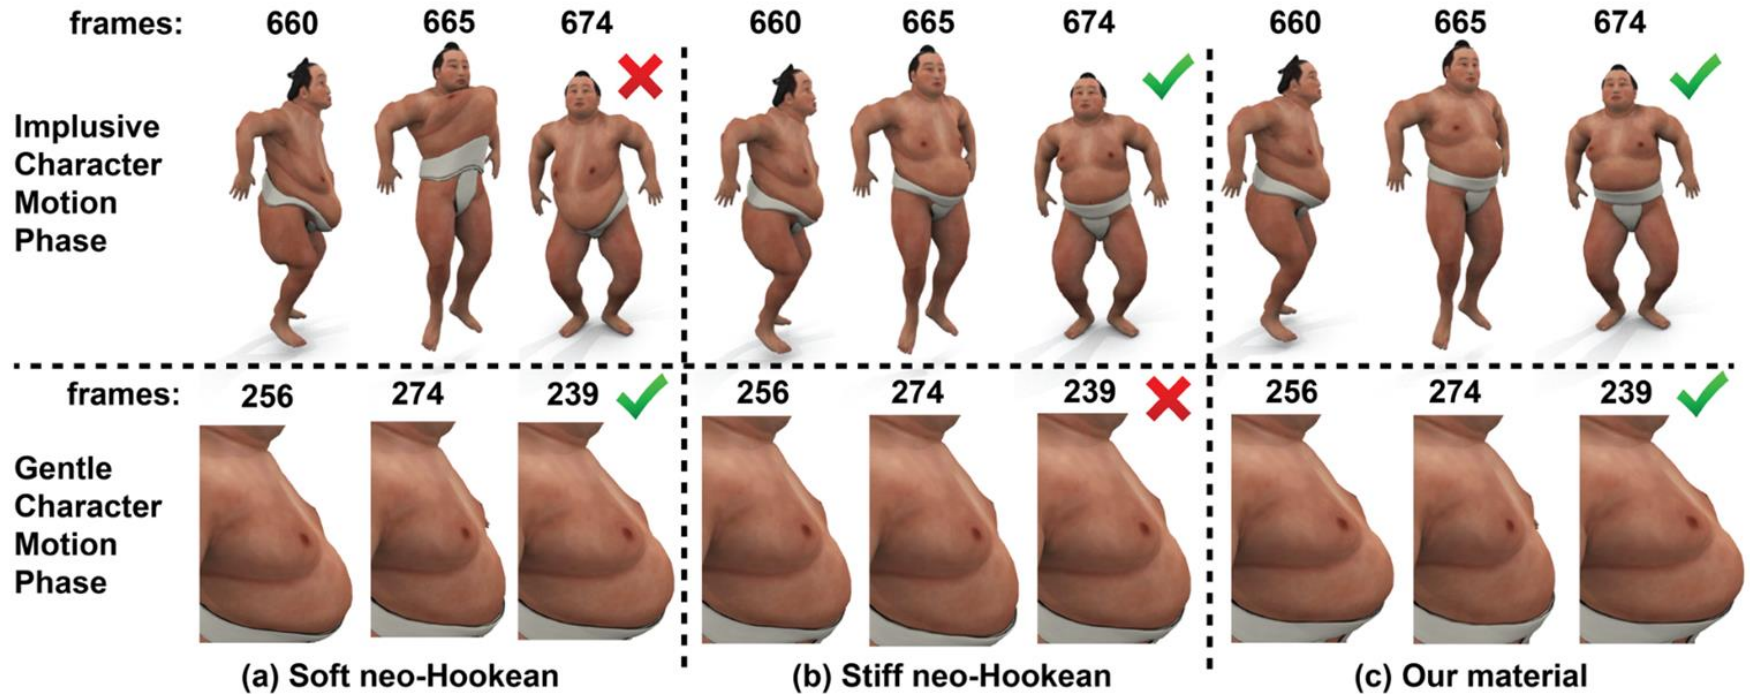 frames: 660 665 674 660 665 674 660 665 674
Implusive
Character
Motion
Phase
frames: 256 274 239 256 274 239 256 274 239
Gentle
Character
Motion
Phase
(a) Soft neo-Hookean (b) Stiff neo-Hookean (c) Our material